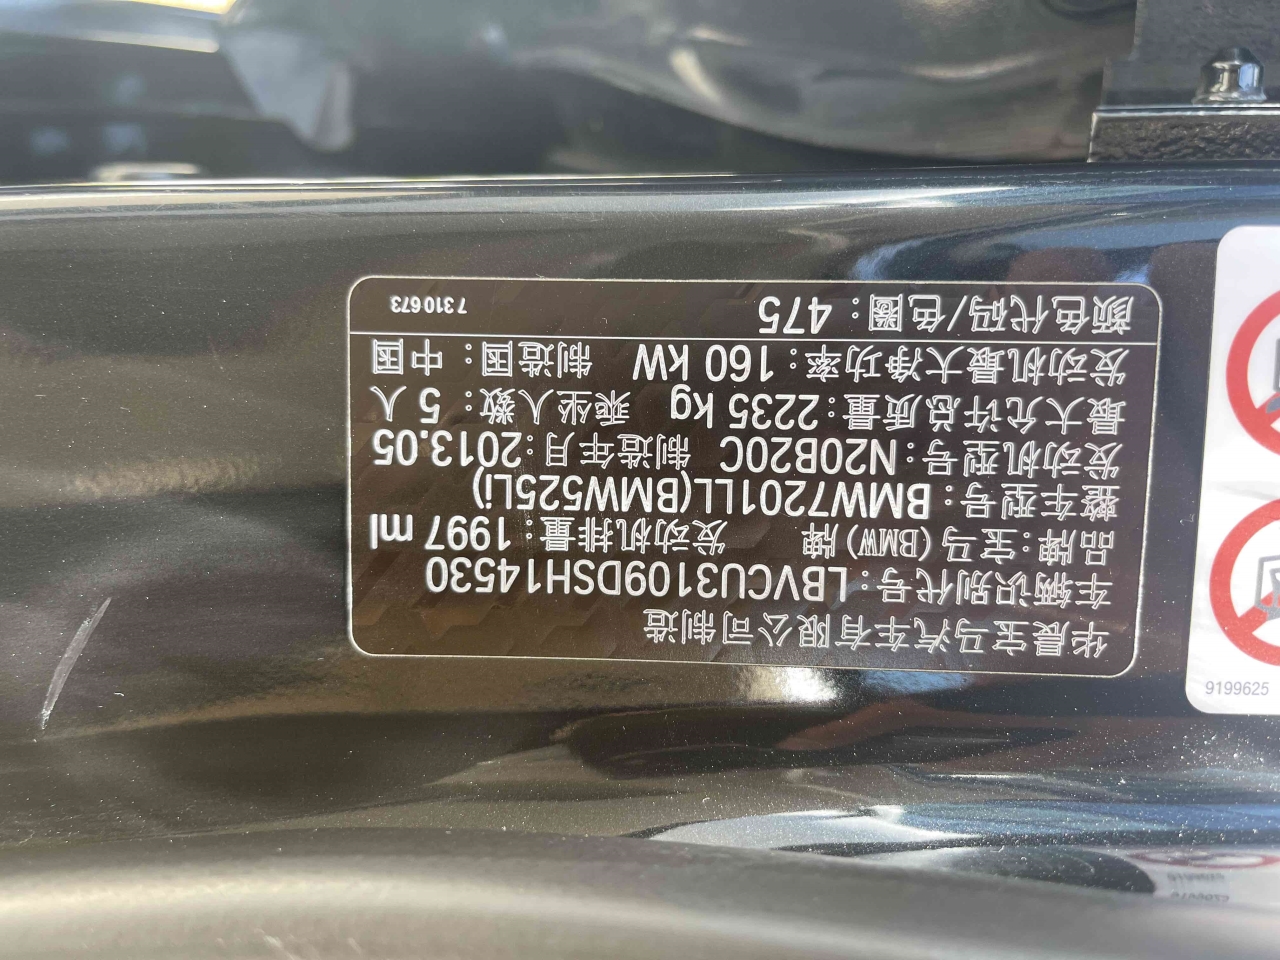 华晨宝马汽车有限公司制造
车辆识别代号：LBVCU3109DSH14530
品牌：宝马(BMW)牌 发动机排量：1997 ml
整车型号：BMW7201LL(BMW525Li)
发动机型号：N20B20C 制造年月：2013.05
最大允许总质量：2235 kg 乘坐人数：5 人
发动机最大净功率：160 kW 制造国：中国
颜色代码/色圈：475 7310673
9199625